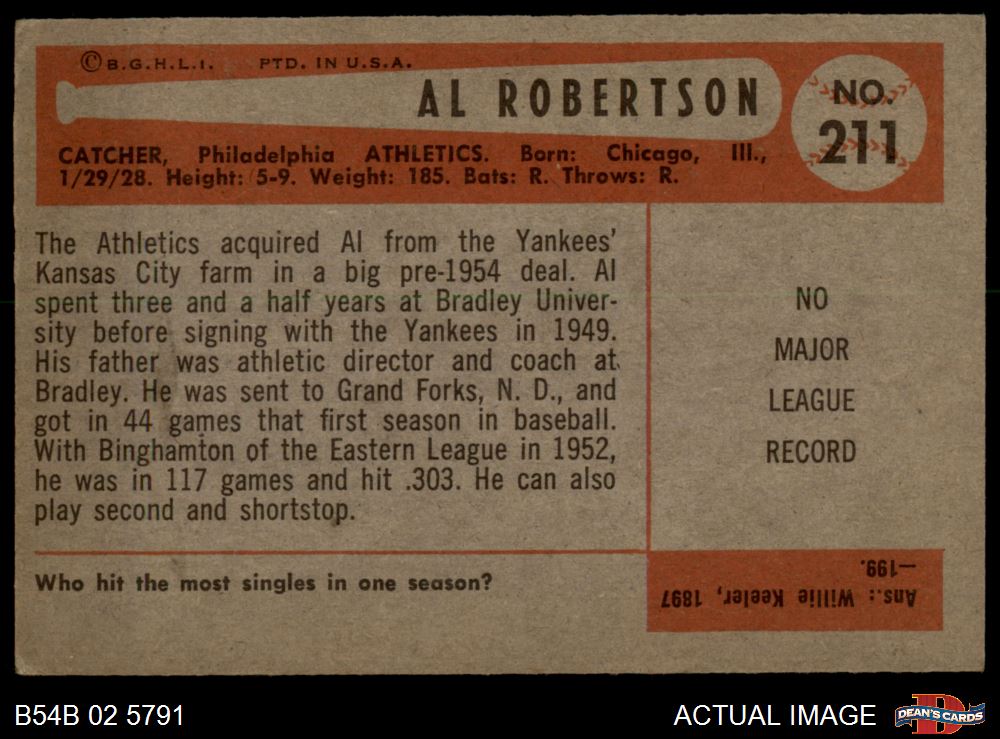 © B.G.H.L.I. PTD. IN U.S.A.
AL ROBERTSON
NO.
211
CATCHER, Philadelphia ATHLETICS. Born: Chicago, Ill.,
1/29/28. Height: 5-9. Weight: 185. Bats: R. Throws: R.
The Athletics acquired Al from the Yankees'
Kansas City farm in a big pre-1954 deal. Al
spent three and a half years at Bradley Univer-
sity before signing with the Yankees in 1949.
His father was athletic director and coach at
Bradley. He was sent to Grand Forks, N. D., and
got in 44 games that first season in baseball.
With Binghamton of the Eastern League in 1952,
he was in 117 games and hit .303. He can also
play second and shortstop.
NO
MAJOR
LEAGUE
RECORD
Who hit the most singles in one season?
Ans.: Willie Keeler, 1897
—199.
B54B 02 5791
ACTUAL IMAGE
D
DEAN'S CARDS